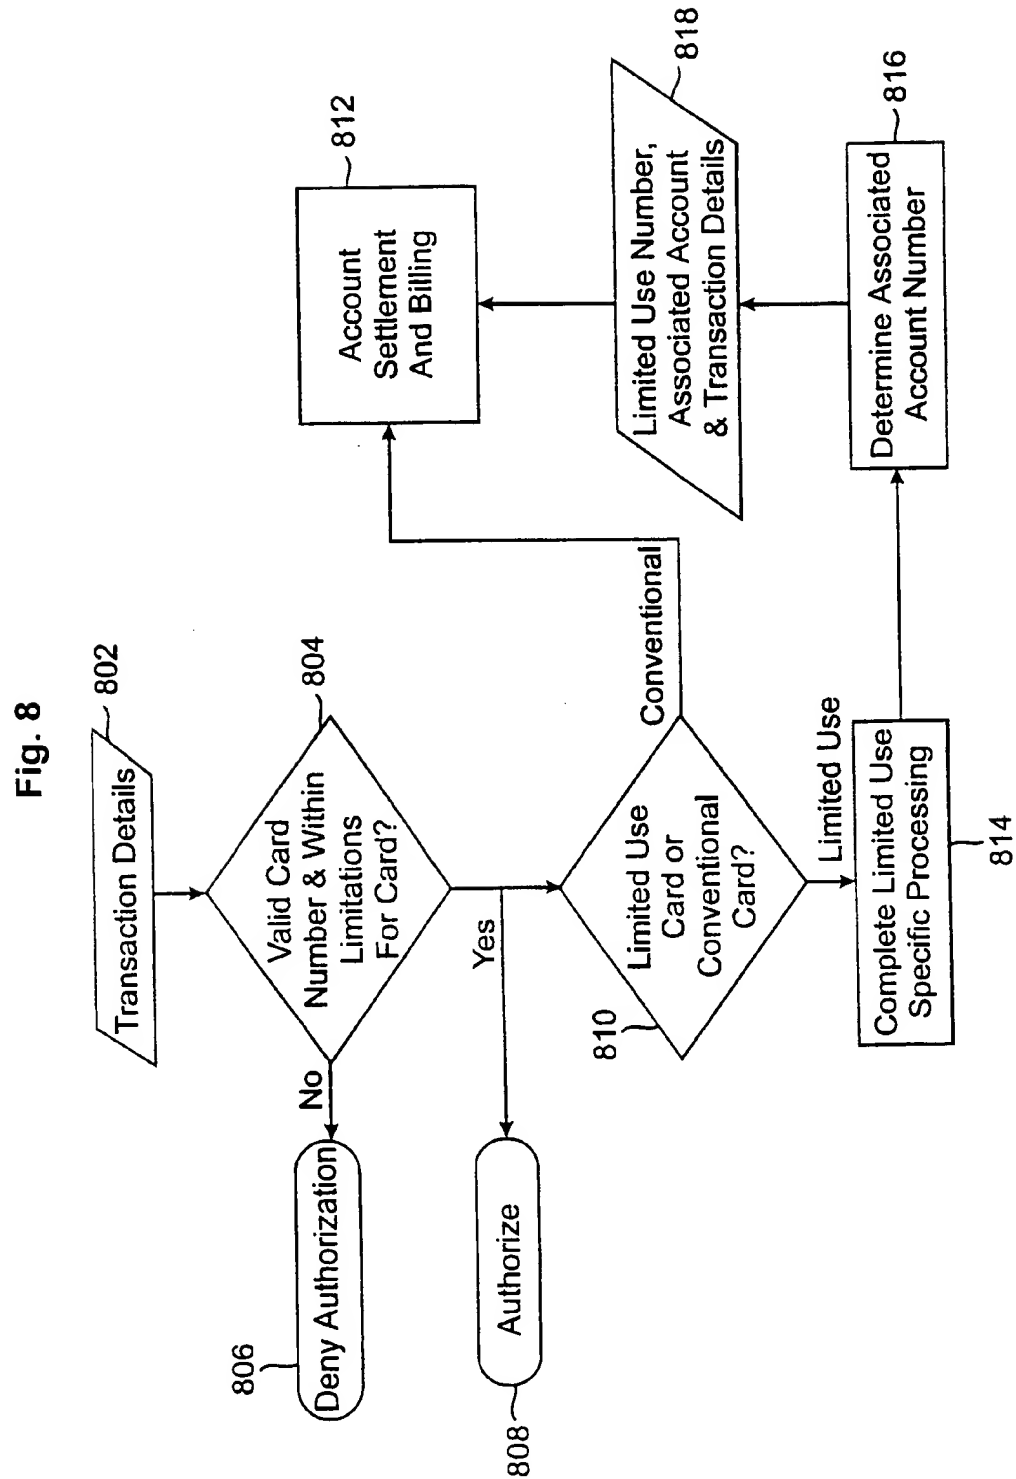 Fig. 8
802
Transaction Details
804
Valid Card
Number & Within
Limitations
For Card?
No
806
Deny Authorization
Yes
808
Authorize
810
Limited Use
Card or
Conventional
Card?
Conventional
812
Account
Settlement
And Billing
Limited Use
814
Complete Limited Use
Specific Processing
816
Determine Associated
Account Number
818
Limited Use Number,
Associated Account
& Transaction Details